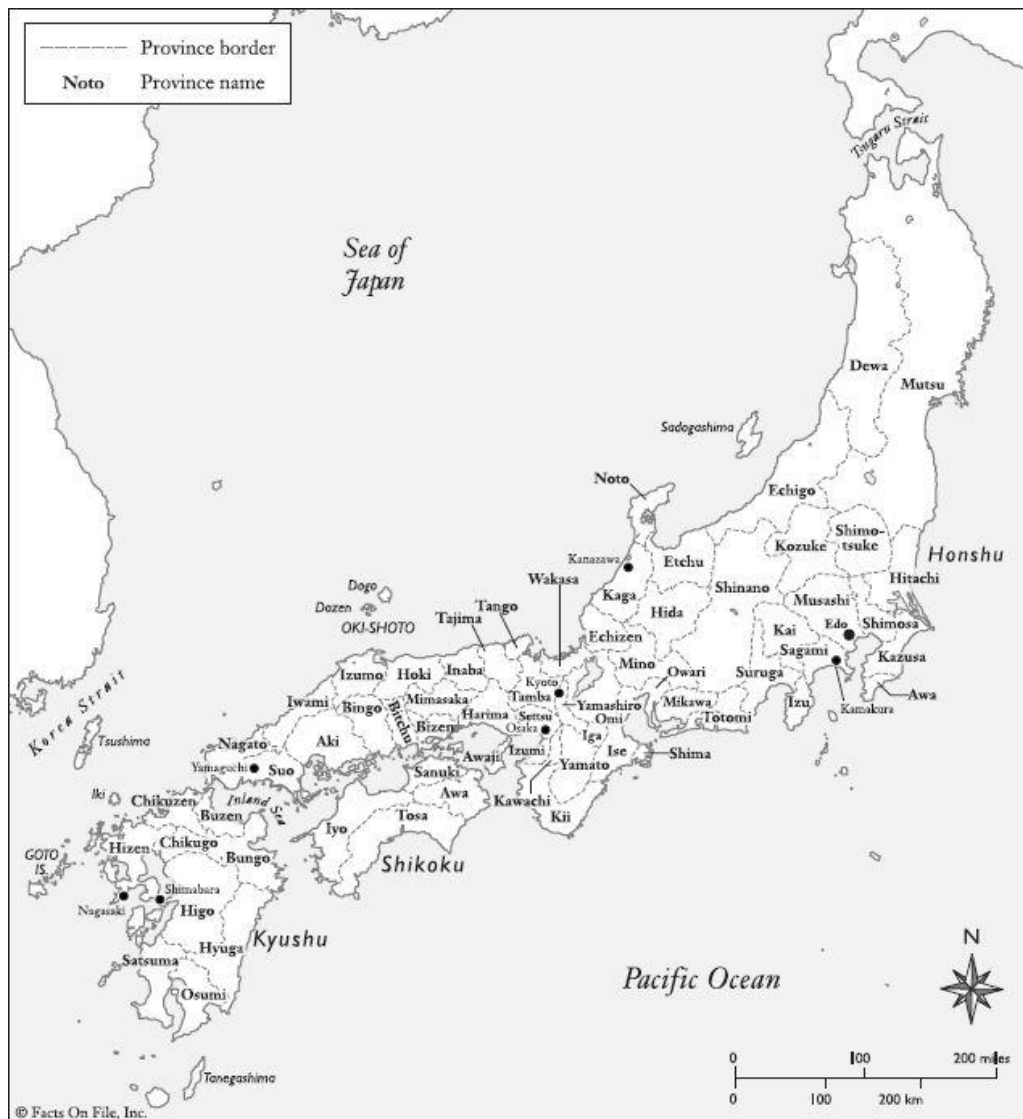 Province border
Noto Province name
Tsugaru Strait
Sea of
Japan
Dewa
Mutsu
Sadogashima
Noto
Echigo
Shimo-
tsuke
Kozuke
Honshu
Kanazawa
Etchu
Wakasa
Shinano
Hitachi
Dogo
Kaga
Musashi
Dozen
Hida
Tango
OKI-SHOTO
Tajima
Edo
Shimosa
Echizen
Kai
Sagami
Kazusa
Izumo
Hoki
Inaba
Mino
Owari
Suruga
Kyoto
Tamba
Awa
Iwami
Bingo
Bitchu
Mimasaka
Yamashiro
Mikawa
Izu
Kamakura
Harima
Settsu
Omi
Totomi
Korea Strait
Tsushima
Bizen
Osaka
Iga
Nagato
Aki
Izumi
Ise
Shima
Awaji
Yamato
Yamaguchi
Suo
Sanuki
Iki
Chikuzen
Inland Sea
Awa
Kawachi
Buzen
Tosa
Kii
Iyo
Hizen
Chikugo
GOTO
IS.
Bungo
Shikoku
Shimabara
Nagasaki
Higo
Kyushu
Hyuga
N
Satsuma
Pacific Ocean
Osumi
0 100 200 miles
0 100 200 km
Tanegashima
© Facts On File, Inc.